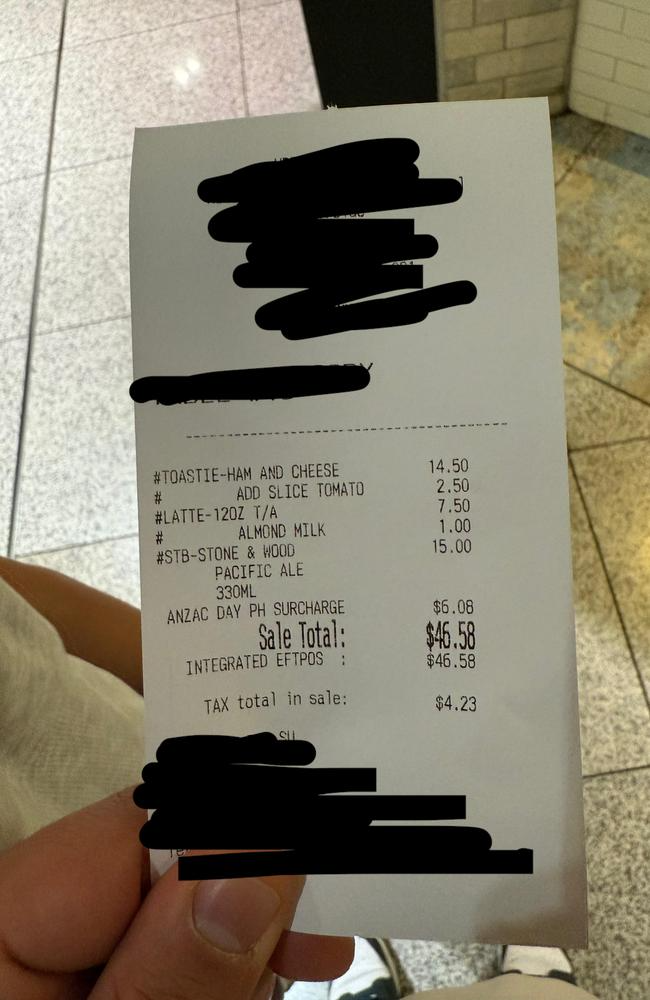 #TOASTIE-HAM AND CHEESE 14.50
# ADD SLICE TOMATO 2.50
#LATTE-12OZ T/A 7.50
# ALMOND MILK 1.00
#STB-STONE & WOOD 15.00
PACIFIC ALE
330ML
ANZAC DAY PH SURCHARGE $6.08
Sale Total: $46.58
INTEGRATED EFTPOS : $46.58
TAX total in sale: $4.23